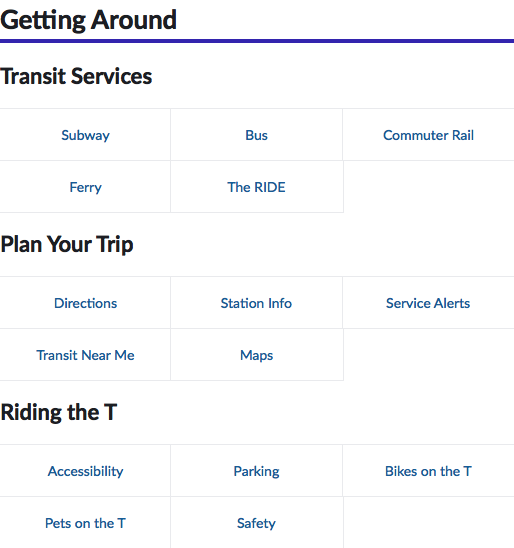 Getting Around
Transit Services
Subway Bus Commuter Rail
Ferry The RIDE
Plan Your Trip
Directions Station Info Service Alerts
Transit Near Me Maps
Riding the T
Accessibility Parking Bikes on the T
Pets on the T Safety